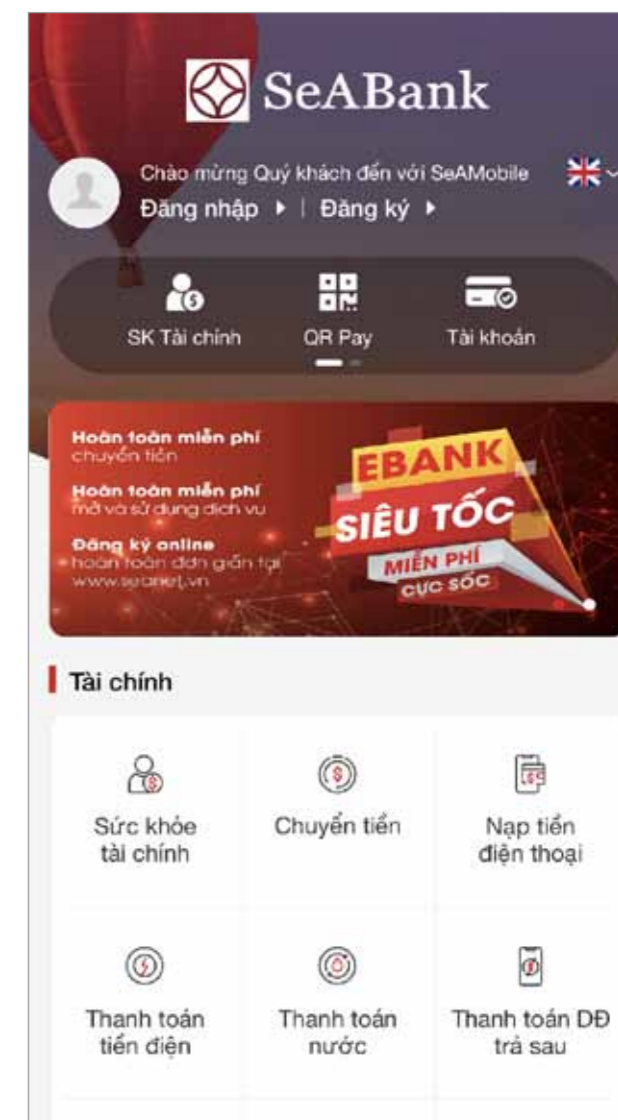 SeABank
Chào mừng Quý khách đến với SeAMobile
Đăng nhập | Đăng ký
SK Tài chính
QR Pay
Tài khoản
Hoàn toàn miễn phí
chuyển tiền
Hoàn toàn miễn phí
mở và sử dụng dịch vụ
Đăng ký online
hoàn toàn đơn giản tại
www.seanet.vn
EBANK
SIÊU TỐC
MIỄN PHÍ
CỰC SỐC
Tài chính
Sức khỏe
tài chính
Chuyển tiền
Nạp tiền
điện thoại
Thanh toán
tiền điện
Thanh toán
nước
Thanh toán DĐ
trả sau